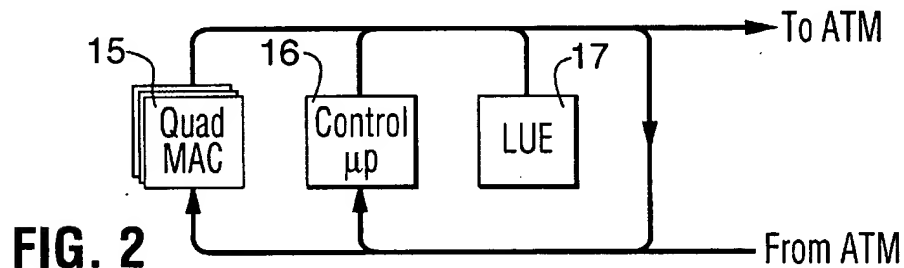 To ATM
15
16
17
Quad
MAC
Control
μp
LUE
FIG. 2
From ATM